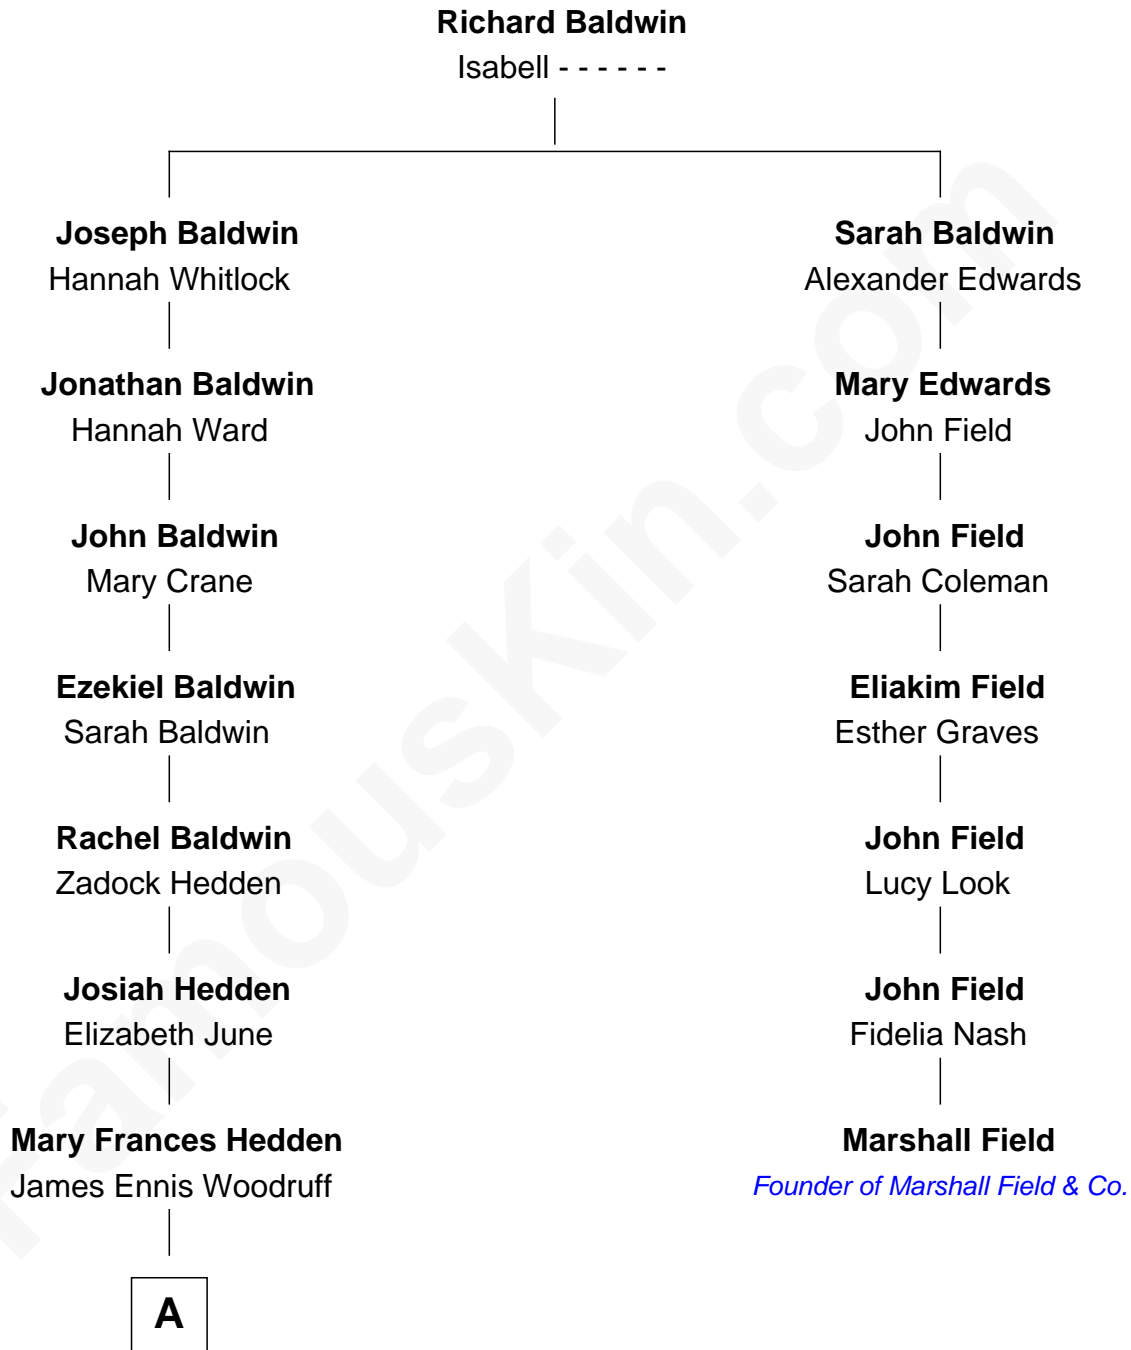 Richard Baldwin
Isabell - - - - - -
Joseph Baldwin
Hannah Whitlock
Sarah Baldwin
Alexander Edwards
Jonathan Baldwin
Hannah Ward
Mary Edwards
John Field
John Baldwin
Mary Crane
John Field
Sarah Coleman
Ezekiel Baldwin
Sarah Baldwin
Eliakim Field
Esther Graves
Rachel Baldwin
Zadock Hedden
John Field
Lucy Look
Josiah Hedden
Elizabeth June
John Field
Fidelia Nash
Mary Frances Hedden
James Ennis Woodruff
Marshall Field
Founder of Marshall Field & Co.
A
FamousKin.com